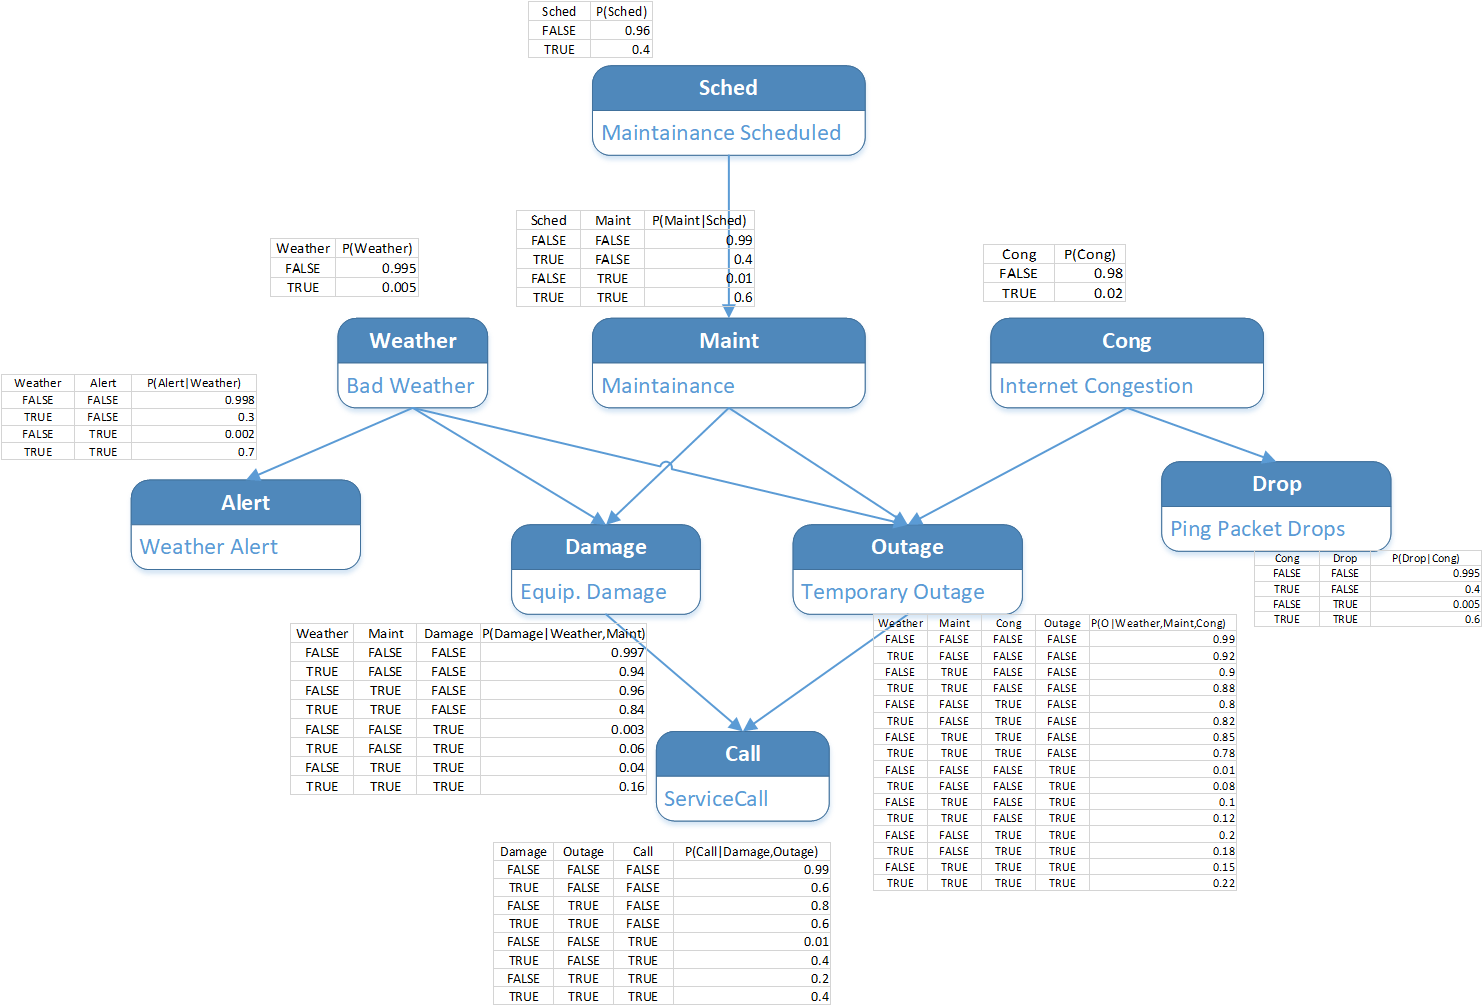 Sched P(Sched)
FALSE 0.96
TRUE 0.4
Sched
Maintainance Scheduled
Sched Maint P(Maint|Sched)
FALSE FALSE 0.99
TRUE FALSE 0.4
FALSE TRUE 0.01
TRUE TRUE 0.6
Weather P(Weather)
FALSE 0.995
TRUE 0.005
Cong P(Cong)
FALSE 0.98
TRUE 0.02
Weather
Bad Weather
Maint
Maintainance
Cong
Internet Congestion
Weather Alert P(Alert|Weather)
FALSE FALSE 0.998
TRUE FALSE 0.3
FALSE TRUE 0.002
TRUE TRUE 0.7
Alert
Weather Alert
Damage
Equip. Damage
Outage
Temporary Outage
Drop
Ping Packet Drops
Cong Drop P(Drop|Cong)
FALSE FALSE 0.995
TRUE FALSE 0.4
FALSE TRUE 0.005
TRUE TRUE 0.6
Weather Maint Damage P(Damage|Weather,Maint)
FALSE FALSE FALSE 0.997
TRUE FALSE FALSE 0.94
FALSE TRUE FALSE 0.96
TRUE TRUE FALSE 0.84
FALSE FALSE TRUE 0.003
TRUE FALSE TRUE 0.06
FALSE TRUE TRUE 0.04
TRUE TRUE TRUE 0.16
Weather Maint Cong Outage P(O|Weather,Maint,Cong)
FALSE FALSE FALSE FALSE 0.99
TRUE FALSE FALSE FALSE 0.92
FALSE TRUE FALSE FALSE 0.9
TRUE TRUE FALSE FALSE 0.88
FALSE FALSE TRUE FALSE 0.8
TRUE FALSE TRUE FALSE 0.82
FALSE TRUE TRUE FALSE 0.85
TRUE TRUE TRUE FALSE 0.78
FALSE FALSE FALSE TRUE 0.01
TRUE FALSE FALSE TRUE 0.08
FALSE TRUE FALSE TRUE 0.1
TRUE TRUE FALSE TRUE 0.12
FALSE FALSE TRUE TRUE 0.2
TRUE FALSE TRUE TRUE 0.18
FALSE TRUE TRUE TRUE 0.15
TRUE TRUE TRUE TRUE 0.22
Call
ServiceCall
Damage Outage Call P(Call|Damage,Outage)
FALSE FALSE FALSE 0.99
TRUE FALSE FALSE 0.6
FALSE TRUE FALSE 0.8
TRUE TRUE FALSE 0.6
FALSE FALSE TRUE 0.01
TRUE FALSE TRUE 0.4
FALSE TRUE TRUE 0.2
TRUE TRUE TRUE 0.4